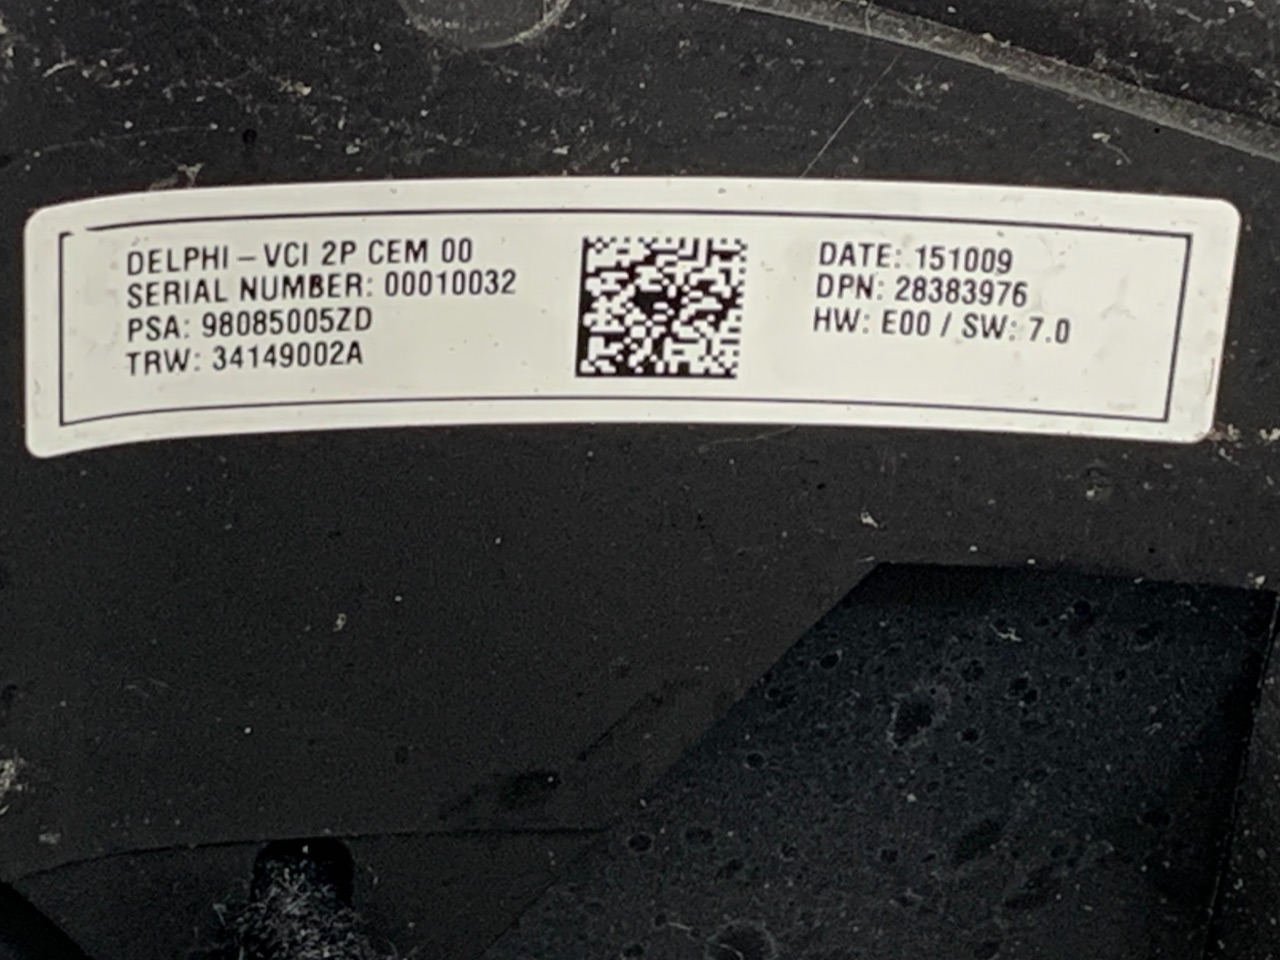 DELPHI – VCI 2P CEM 00
SERIAL NUMBER: 00010032
PSA: 98085005ZD
TRW: 34149002A
DATE: 151009
DPN: 28383976
HW: E00 / SW: 7.0